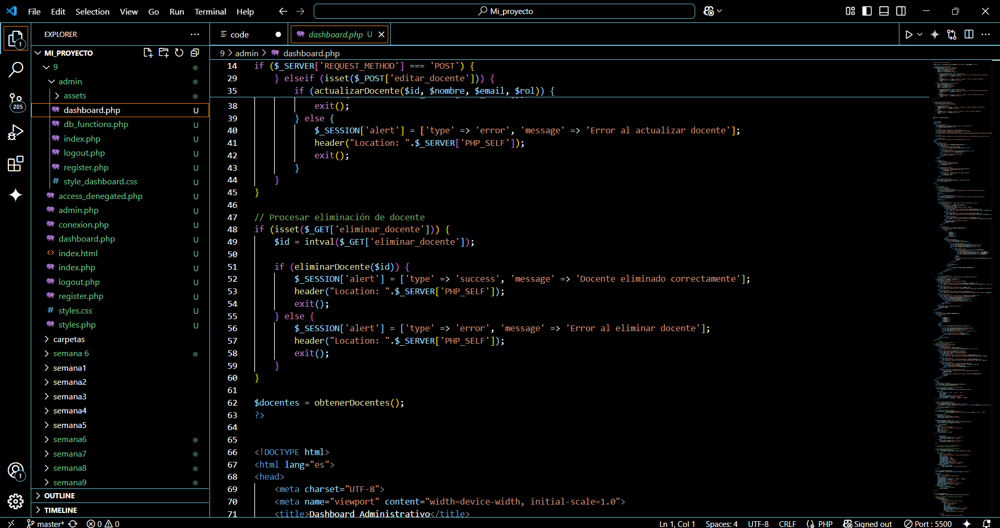 File Edit Selection View Go Run Terminal Help
Mi_proyecto
EXPLORER
code
dashboard.php U
1
MI_PROYECTO
9 > admin > dashboard.php
9
admin
assets
205
dashboard.php U
db_functions.php U
index.php U
logout.php U
register.php U
# style_dashboard.css U
access_denegated.php U
admin.php U
conexion.php U
dashboard.php U
<> index.html U
index.php U
logout.php U
register.php U
# styles.css U
styles.php U
carpetas
semana 6
semana1
semana2
semana3
semana4
semana5
semana6
semana7
semana8
1
semana9
OUTLINE
TIMELINE
14 if ($_SERVER['REQUEST_METHOD'] === 'POST') {
29 } elseif (isset($_POST['editar_docente'])) {
35 if (actualizarDocente($id, $nombre, $email, $rol)) {
38 exit();
39 } else {
40 $_SESSION['alert'] = ['type' => 'error', 'message' => 'Error al actualizar docente'];
41 header("Location: ".$_SERVER['PHP_SELF']);
42 exit();
43 }
44 }
45 }
46
47 // Procesar eliminación de docente
48 if (isset($_GET['eliminar_docente'])) {
49 $id = intval($_GET['eliminar_docente']);
50
51 if (eliminarDocente($id)) {
52 $_SESSION['alert'] = ['type' => 'success', 'message' => 'Docente eliminado correctamente'];
53 header("Location: ".$_SERVER['PHP_SELF']);
54 exit();
55 } else {
56 $_SESSION['alert'] = ['type' => 'error', 'message' => 'Error al eliminar docente'];
57 header("Location: ".$_SERVER['PHP_SELF']);
58 exit();
59 }
60 }
61
62 $docentes = obtenerDocentes();
63 ?>
64
65
66 <!DOCTYPE html>
67 <html lang="es">
68 <head>
69 <meta charset="UTF-8">
70 <meta name="viewport" content="width=device-width, initial-scale=1.0">
71 <title>Dashboard Administrativo</title>
master* 0 0 Ln 1, Col 1 Spaces: 4 UTF-8 CRLF {} PHP Signed out Port : 5500